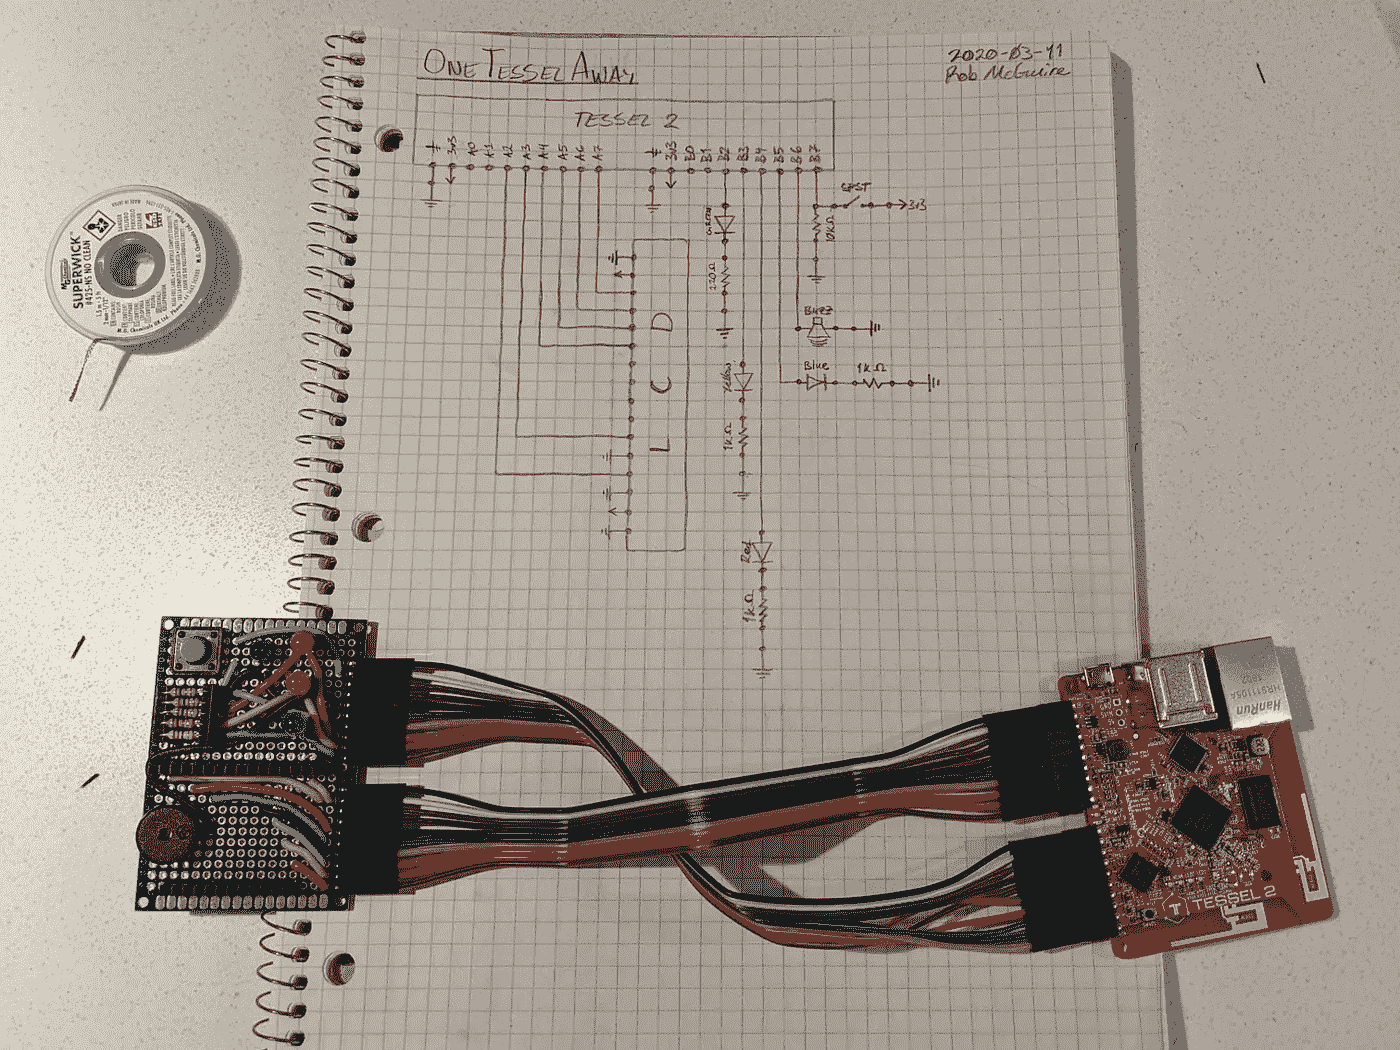 ONE TESSEL AWAY
2020-03-11
Rob McGuire
TESSEL 2
3v3 A0 A1 A2 A3 A4 A5 A6 A7 3v3 B0 B1 B2 B3 B4 B5 B6 B7
SPST
3v3
10kΩ
Green
220Ω
BUZZ
Blue
1kΩ
Yellow
1kΩ
Red
1kΩ
L C D
SUPERWICK™
#425-NS NO CLEAN
HanRun
HR911105A
TESSEL 2